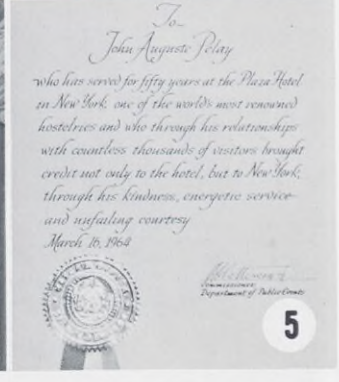 To
John Auguste Pelay
who has served for fifty years at the Plaza Hotel
in New York, one of the world's most renowned
hostelries and who through his relationships
with countless thousands of visitors brought
credit not only to the hotel, but to New York,
through his kindness, energetic service
and unfailing courtesy
March 16, 1964
Commissioner
Department of Public Events
5